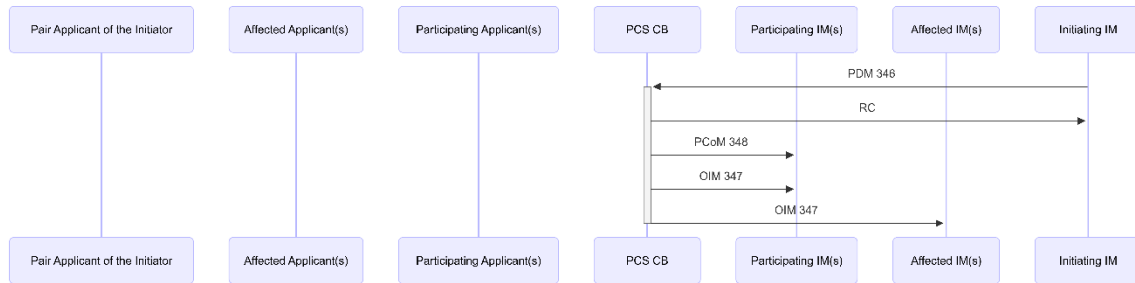 Pair Applicant of the Initiator
Affected Applicant(s)
Participating Applicant(s)
PCS CB
Participating IM(s)
Affected IM(s)
Initiating IM
PDM 346
RC
PCoM 348
OIM 347
OIM 347
Pair Applicant of the Initiator
Affected Applicant(s)
Participating Applicant(s)
PCS CB
Participating IM(s)
Affected IM(s)
Initiating IM